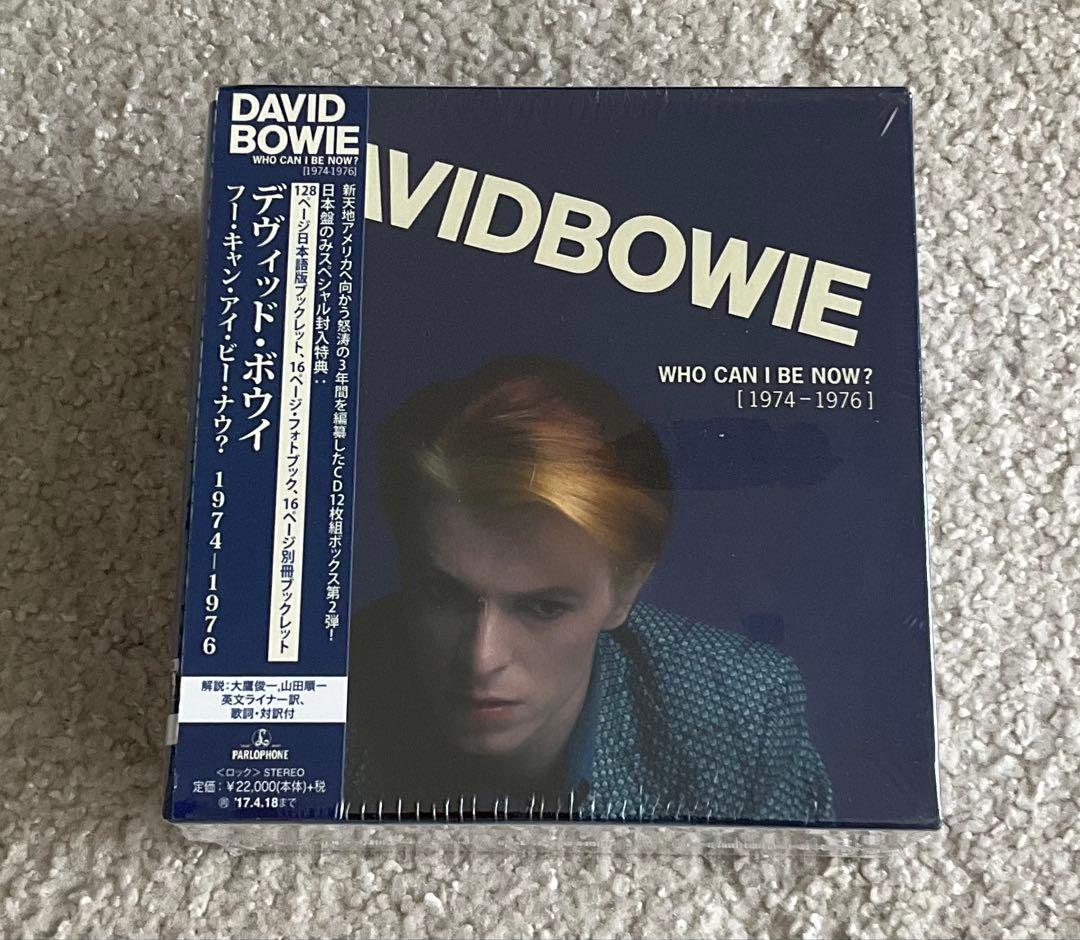 DAVID
BOWIE
WHO CAN I BE NOW?
[1974-1976]
新天地アメリカへ向かう怒涛の3年間を編纂したCD12枚組ボックス第2弾!
日本盤のみスペシャル封入特典:
128ページ日本語版ブックレット、16ページ・フォトブック、16ページ別冊ブックレット
デヴィッド・ボウイ
フー・キャン・アイ・ビー・ナウ? 1974–1976
解説:大鷹俊一,山田順一
英文ライナー訳、
歌詞・対訳付
PARLOPHONE
<ロック> STEREO
定価:¥22,000(本体)+税
㋐ '17.4.18まで
AVIDBOWIE
WHO CAN I BE NOW?
[1974–1976]